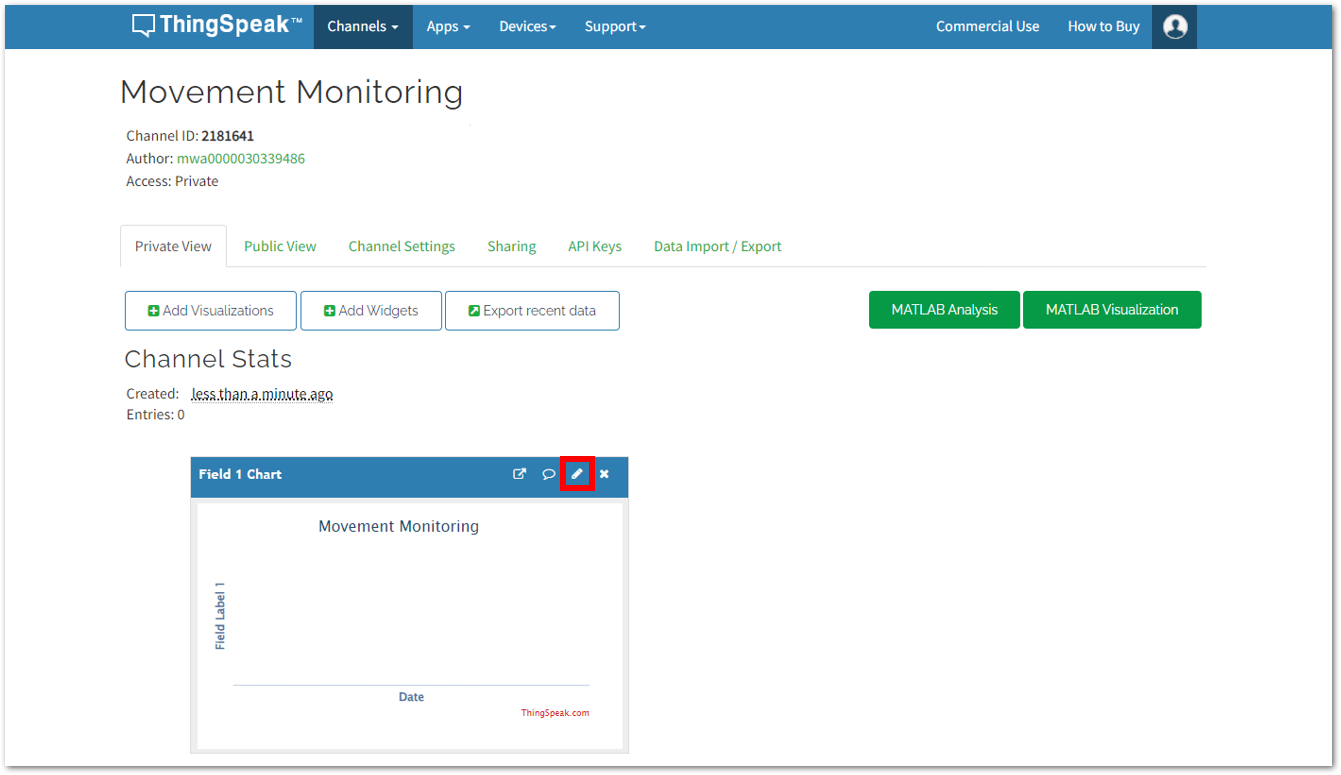 ThingSpeak™ Channels Apps Devices Support Commercial Use How to Buy
Movement Monitoring
Channel ID: 2181641
Author: mwa0000030339486
Access: Private
Private View Public View Channel Settings Sharing API Keys Data Import / Export
Add Visualizations Add Widgets Export recent data MATLAB Analysis MATLAB Visualization
Channel Stats
Created: less than a minute ago
Entries: 0
Field 1 Chart
Movement Monitoring
Field Label 1
Date
ThingSpeak.com